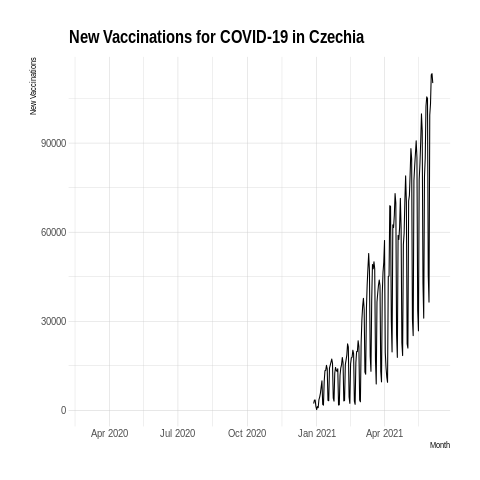 New Vaccinations for COVID-19 in Czechia
New Vaccinations
90000
60000
30000
0
Apr 2020 Jul 2020 Oct 2020 Jan 2021 Apr 2021
Month